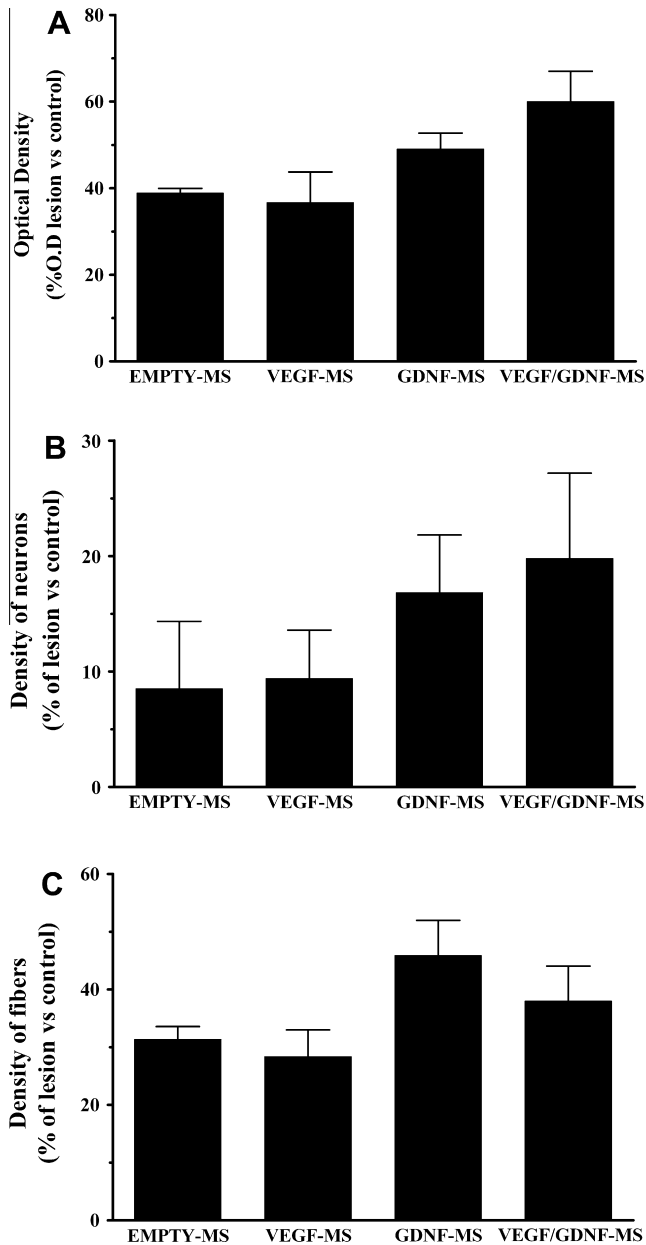 A
80
60
40
20
0
Optical Density
(%O.D lesion vs control)
EMPTY-MS VEGF-MS GDNF-MS VEGF/GDNF-MS
B
30
20
10
0
Density of neurons
(% of lesion vs control)
EMPTY-MS VEGF-MS GDNF-MS VEGF/GDNF-MS
C
60
40
20
0
Density of fibers
(% of lesion vs control)
EMPTY-MS VEGF-MS GDNF-MS VEGF/GDNF-MS